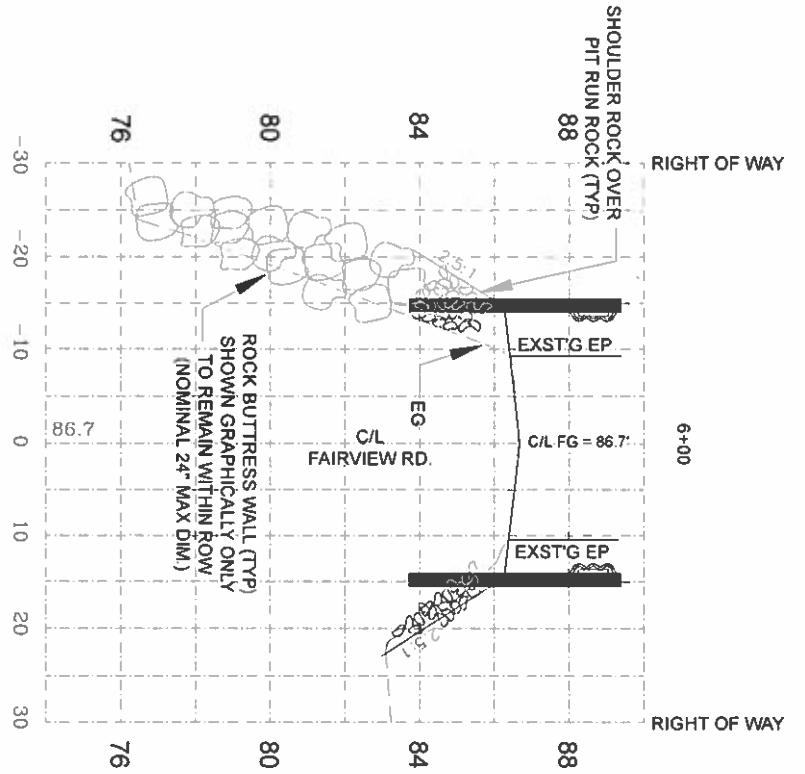 SHOULDER ROCK OVER
PIT RUN ROCK (TYP)
76
80
84
88
RIGHT OF WAY
-30
-20
-10
0
10
20
30
2.5:1
EXST'G EP
EG
86.7
C/L
FAIRVIEW RD.
C/L FG = 86.7'
6+00
ROCK BUTTRESS WALL (TYP)
SHOWN GRAPHICALLY ONLY
TO REMAIN WITHIN ROW
(NOMINAL 24" MAX DIM.)
EXST'G EP
2.5:1
76
80
84
88
RIGHT OF WAY